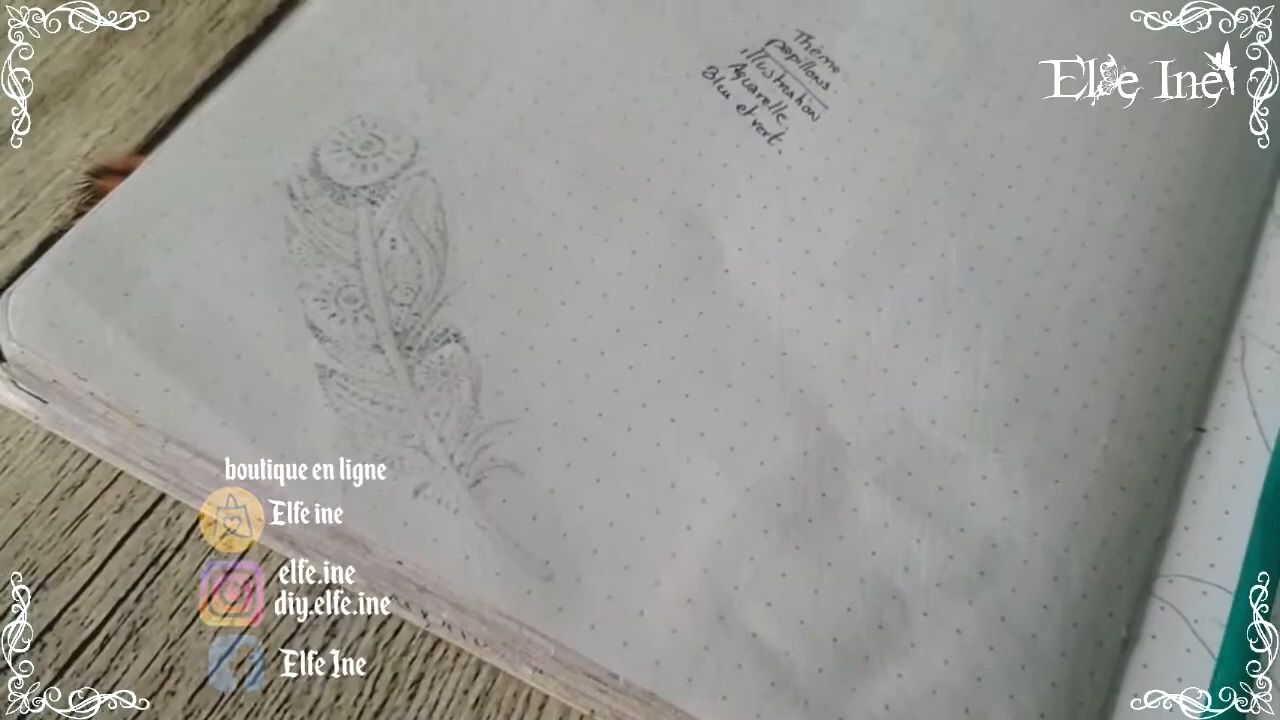 Thème
papillons
illustration
Aquarelle
Bleu et vert.
Elfe Ine
boutique en ligne
Elfe ine
elfe.ine
diy.elfe.ine
Elfe Ine